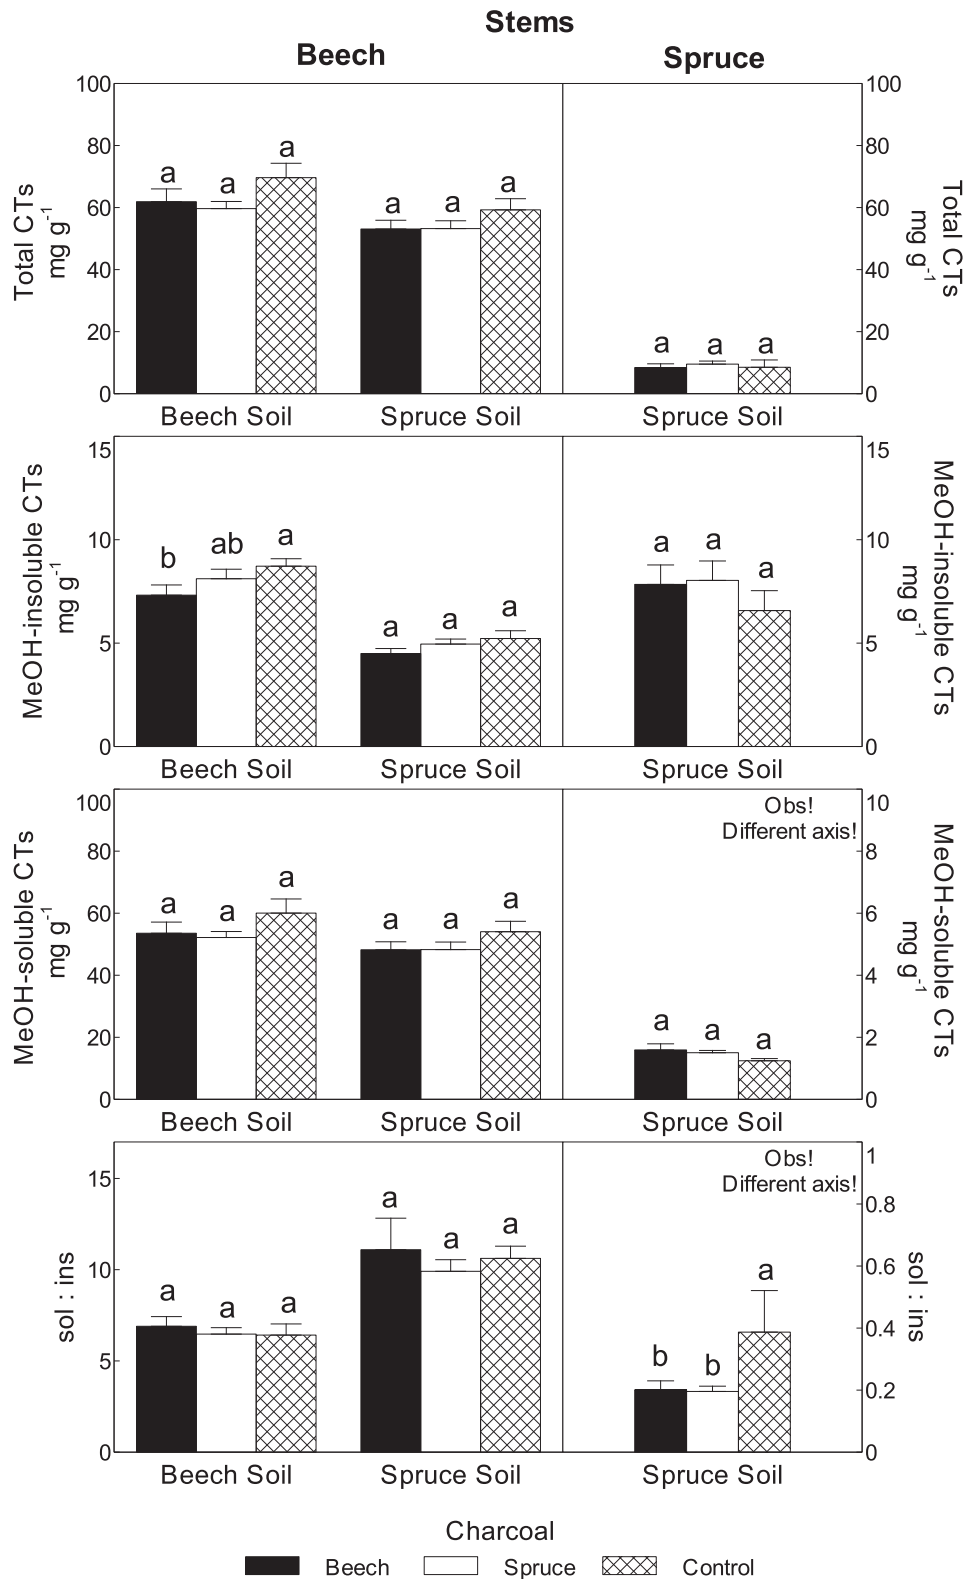 Stems
Beech Spruce
Total CTs
mg g-1
100
80
60
40
20
0
a a a a a a a a a
100
80
60
40
20
0
Total CTs
mg g-1
Beech Soil Spruce Soil Spruce Soil
MeOH-insoluble CTs
mg g-1
15
10
5
0
b ab a a a a a a a
15
10
5
0
MeOH-insoluble CTs
mg g-1
Beech Soil Spruce Soil Spruce Soil
MeOH-soluble CTs
mg g-1
100
80
60
40
20
0
a a a a a a a a a
Obs!
Different axis!
10
8
6
4
2
0
MeOH-soluble CTs
mg g-1
Beech Soil Spruce Soil Spruce Soil
sol : ins
15
10
5
0
a a a a a a b b a
Obs!
Different axis!
1
0.8
0.6
0.4
0.2
0
sol : ins
Beech Soil Spruce Soil Spruce Soil
Charcoal
Beech Spruce Control